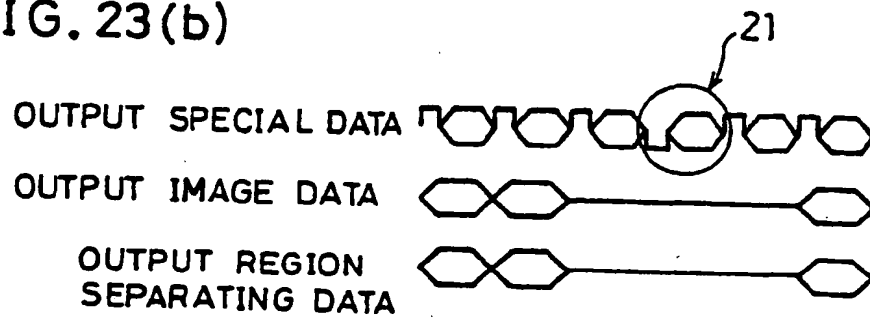 IG. 23(b)
21
OUTPUT SPECIAL DATA
OUTPUT IMAGE DATA
OUTPUT REGION
SEPARATING DATA